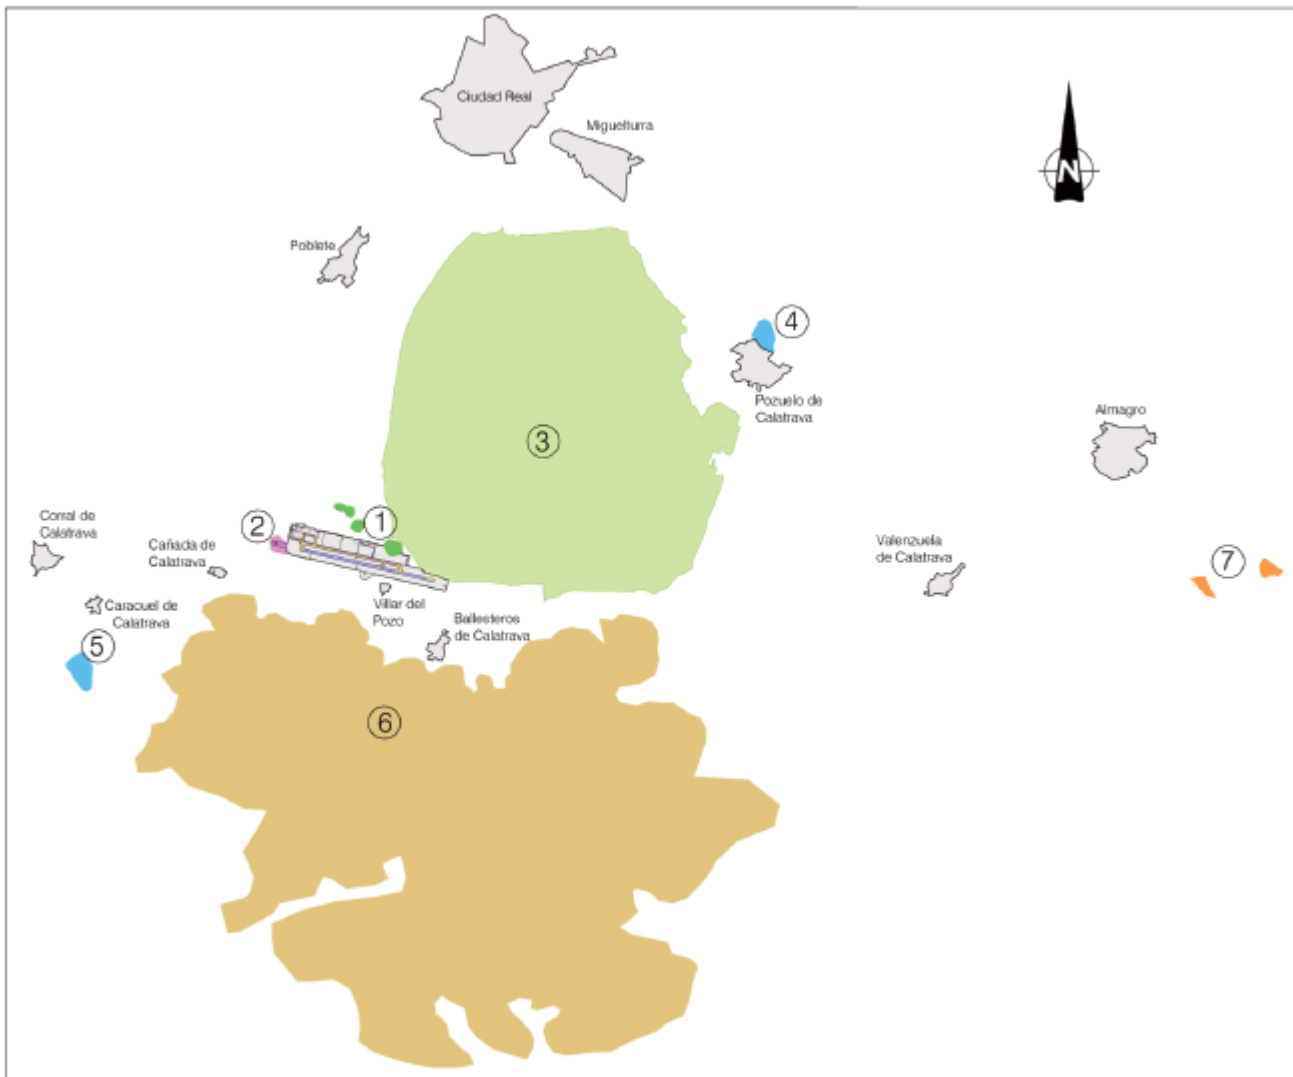 Ciudad Real
Miguelturra
N
Poblete
4
Pozuelo de
Calatrava
Almagro
3
Corral de
Calatrava
2
1
Cañada de
Calatrava
Valenzuela
de Calatrava
7
Caracuel de
Calatrava
Villar del
Pozo
Ballesteros
de Calatrava
5
6